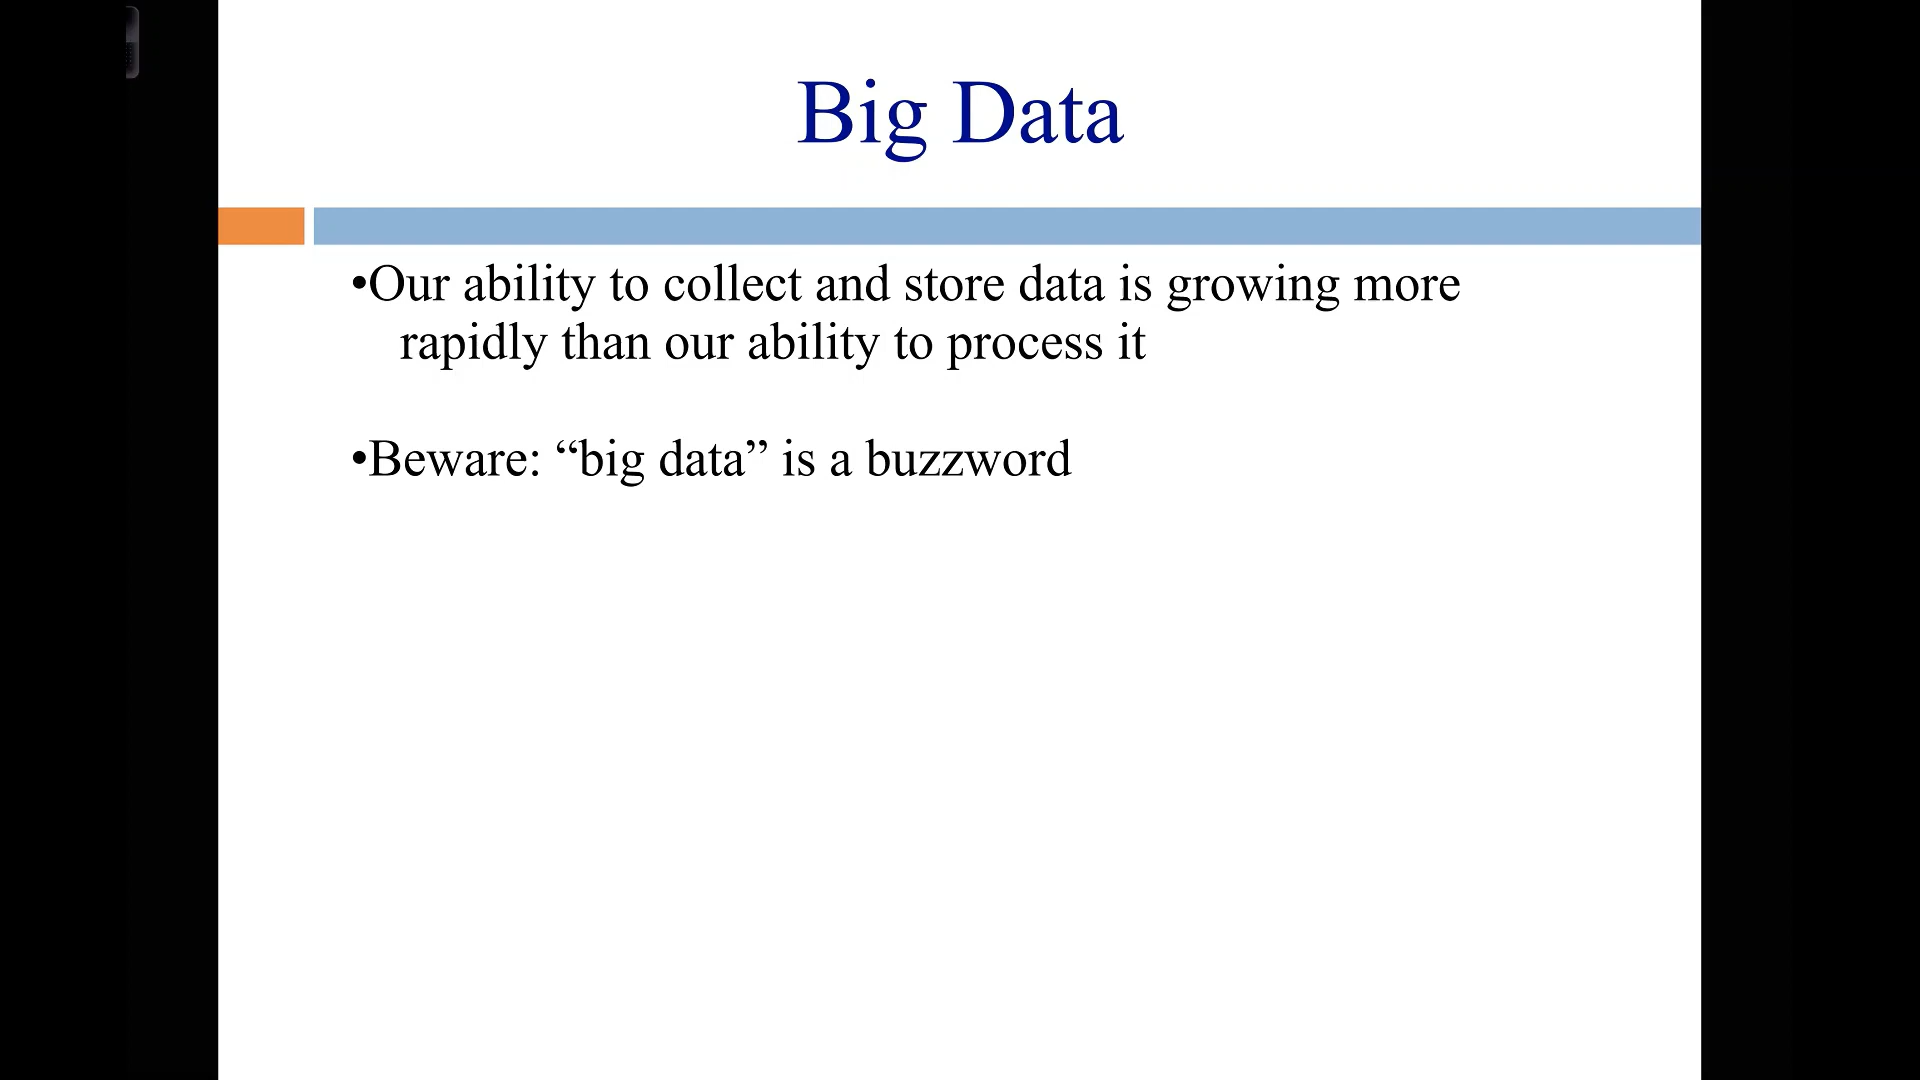 Big Data
•Our ability to collect and store data is growing more
rapidly than our ability to process it
•Beware: “big data” is a buzzword